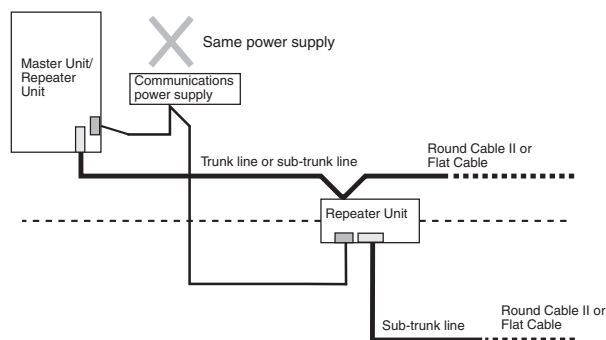 Same power supply
Master Unit/
Repeater
Unit
Communications
power supply
Trunk line or sub-trunk line
Round Cable II or
Flat Cable
Repeater Unit
Sub-trunk line
Round Cable II or
Flat Cable